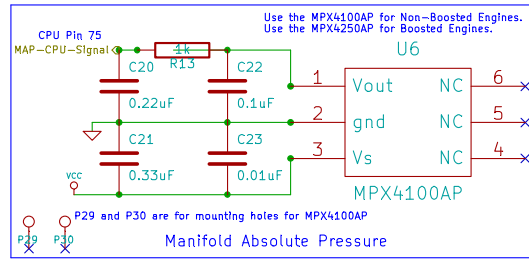 Use the MPX4100AP for Non-Boosted Engines.
Use the MPX4250AP for Boosted Engines.
CPU Pin 75
MAP-CPU-Signal
1k
R13
U6
C20
0.22uF
C22
0.1uF
1 Vout NC 6
2 gnd NC 5
3 Vs NC 4
C21
0.33uF
C23
0.01uF
vcc
MPX4100AP
P29 and P30 are for mounting holes for MPX4100AP
P29
P30
Manifold Absolute Pressure